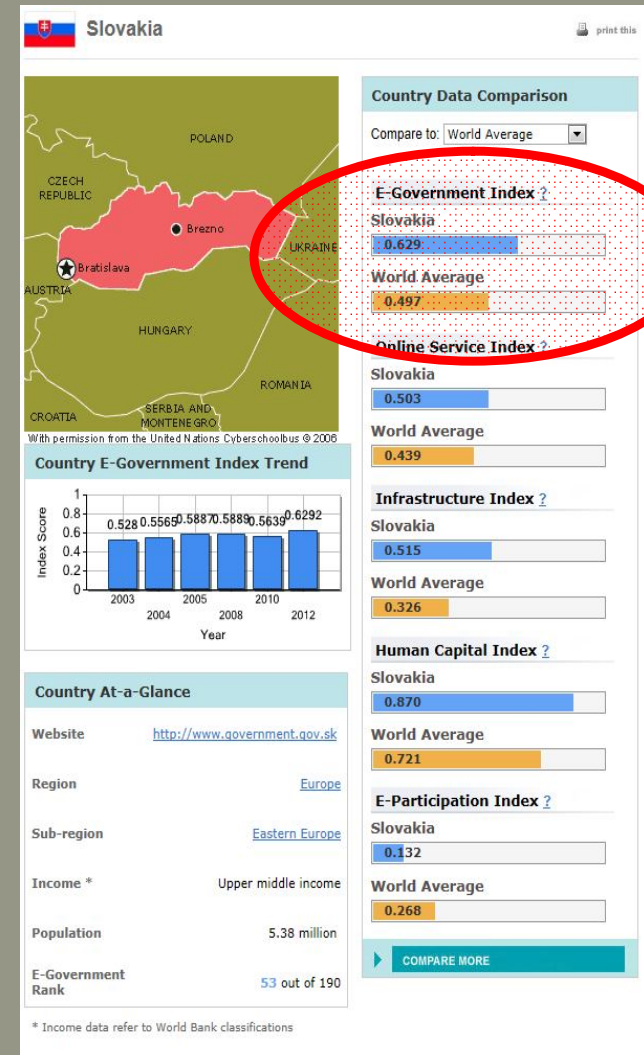 Slovakia
print this
POLAND
CZECH
REPUBLIC
Brezno
UKRAINE
Bratislava
AUSTRIA
HUNGARY
ROMANIA
CROATIA
SERBIA AND
MONTENEGRO
With permission from the United Nations Cyberschoolbus © 2006
Country E-Government Index Trend
Index Score
1
0.8
0.6
0.4
0.2
0
0.528 0.5565 0.5887 0.5889 0.5639 0.6292
2003 2004 2005 2008 2010 2012
Year
Country At-a-Glance
Website http://www.government.gov.sk
Region Europe
Sub-region Eastern Europe
Income * Upper middle income
Population 5.38 million
E-Government
Rank 53 out of 190
* Income data refer to World Bank classifications
Country Data Comparison
Compare to: World Average
E-Government Index ?
Slovakia
0.629
World Average
0.497
Online Service Index ?
Slovakia
0.503
World Average
0.439
Infrastructure Index ?
Slovakia
0.515
World Average
0.326
Human Capital Index ?
Slovakia
0.870
World Average
0.721
E-Participation Index ?
Slovakia
0.132
World Average
0.268
COMPARE MORE